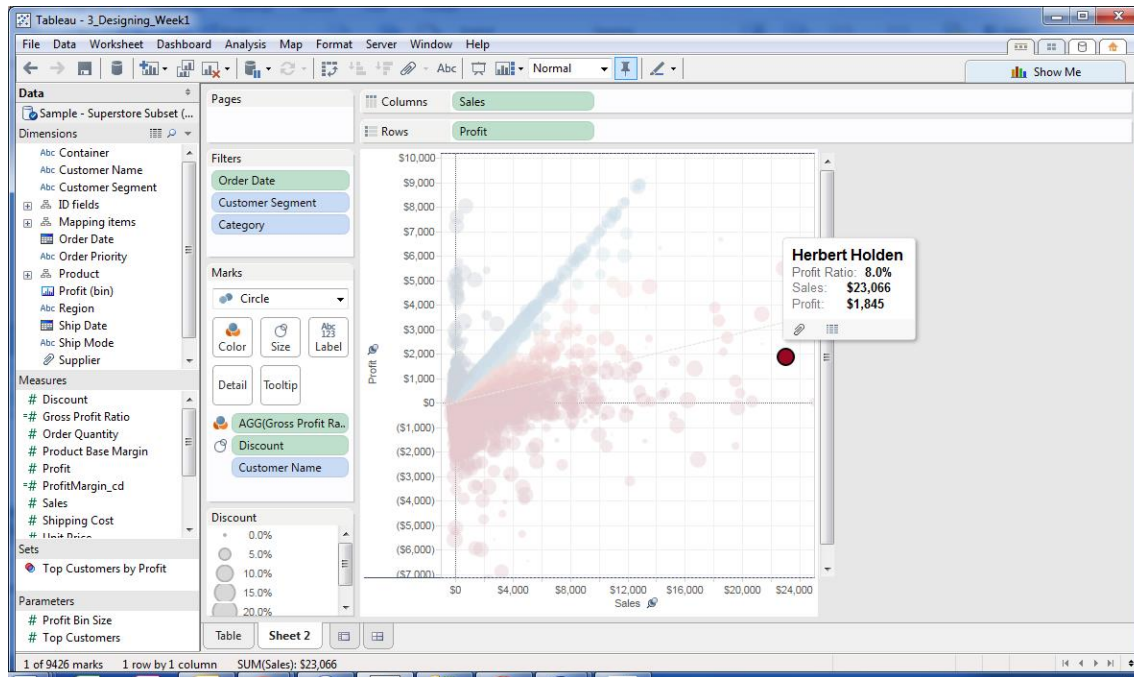 Tableau - 3_Designing_Week1
File Data Worksheet Dashboard Analysis Map Format Server Window Help
Abc Normal
Show Me
Data
Sample - Superstore Subset (...
Dimensions
Abc Container
Abc Customer Name
Abc Customer Segment
ID fields
Mapping items
Order Date
Abc Order Priority
Product
Profit (bin)
Abc Region
Ship Date
Abc Ship Mode
Supplier
Measures
# Discount
=# Gross Profit Ratio
# Order Quantity
# Product Base Margin
# Profit
=# ProfitMargin_cd
# Sales
# Shipping Cost
# Unit Price
Sets
Top Customers by Profit
Parameters
# Profit Bin Size
# Top Customers
Pages
Filters
Order Date
Customer Segment
Category
Marks
Circle
Abc
123
Color Size Label
Detail Tooltip
AGG(Gross Profit Ra..
Discount
Customer Name
Discount
0.0%
5.0%
10.0%
15.0%
20.0%
Columns Sales
Rows Profit
$10,000
$9,000
$8,000
$7,000
$6,000
$5,000
$4,000
$3,000
$2,000
$1,000
$0
($1,000)
($2,000)
($3,000)
($4,000)
($5,000)
($6,000)
($7,000)
Profit
$0 $4,000 $8,000 $12,000 $16,000 $20,000 $24,000
Sales
Herbert Holden
Profit Ratio: 8.0%
Sales: $23,066
Profit: $1,845
Table Sheet 2
1 of 9426 marks 1 row by 1 column SUM(Sales): $23,066